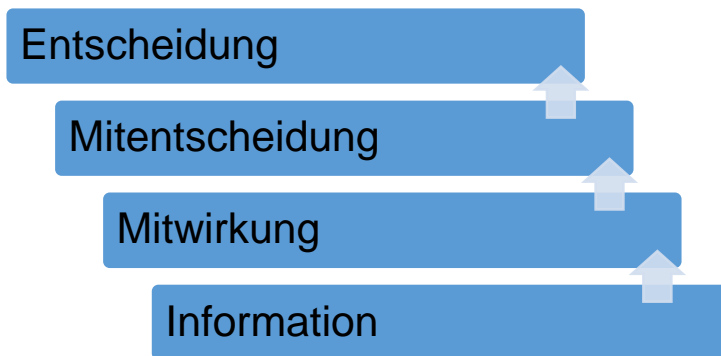 Entscheidung
Mitentscheidung
Mitwirkung
Information